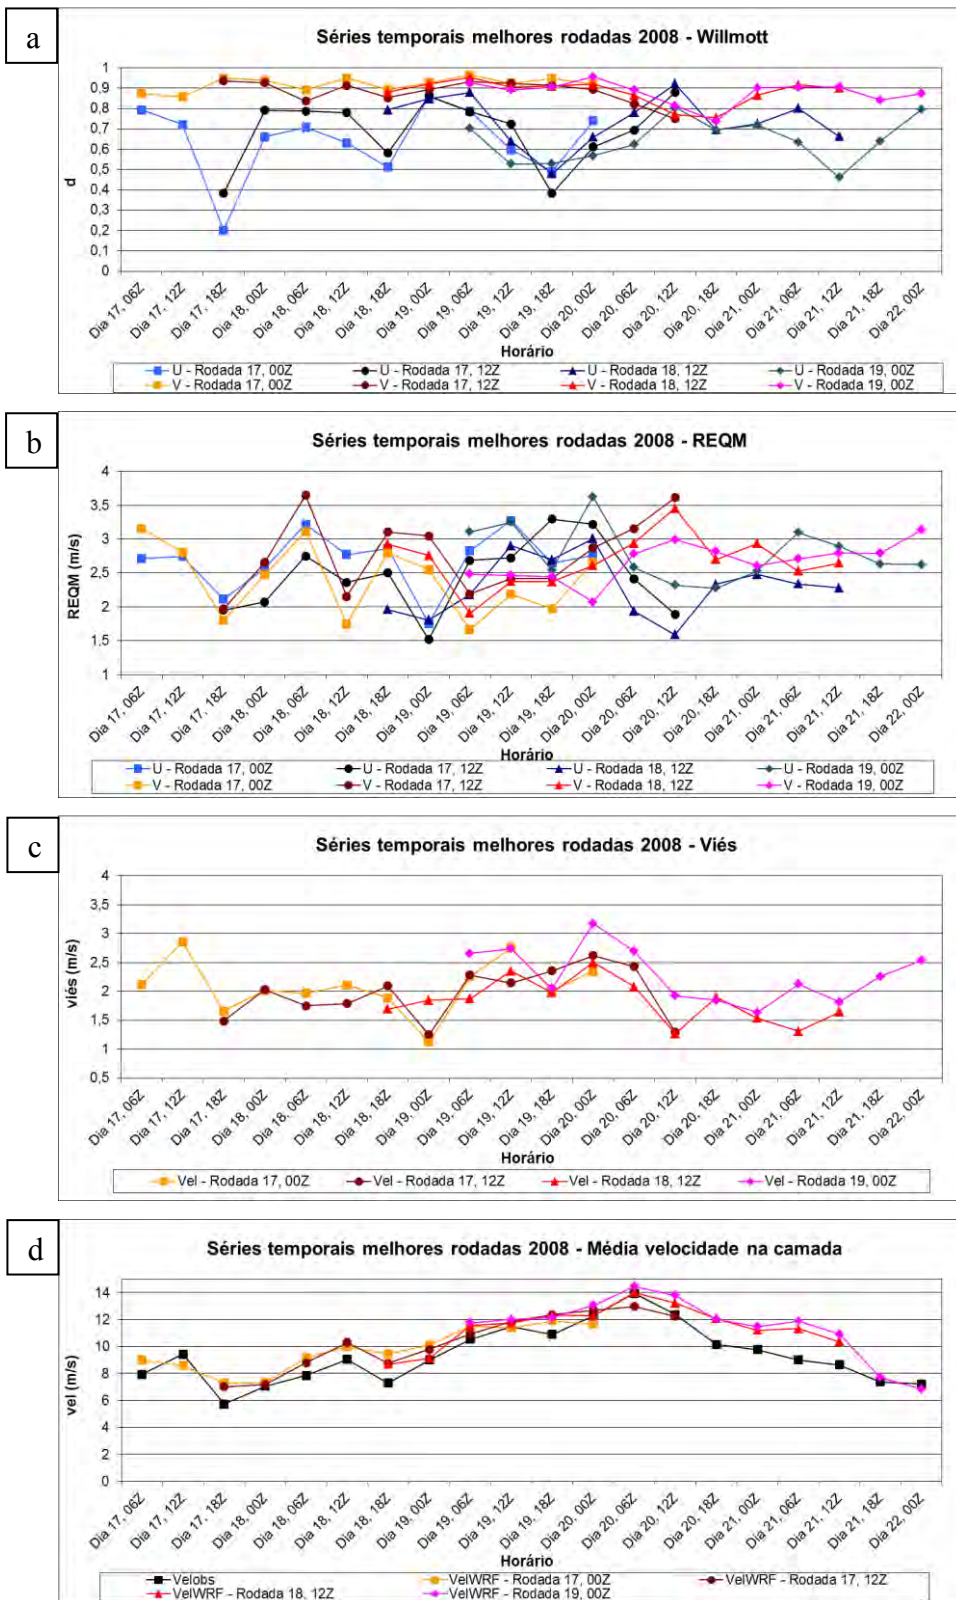 a
Séries temporais melhores rodadas 2008 - Willmott
1
0,9
0,8
0,7
0,6
0,5
0,4
0,3
0,2
0,1
0
d
Dia 17, 06Z
Dia 17, 12Z
Dia 17, 18Z
Dia 18, 00Z
Dia 18, 06Z
Dia 18, 12Z
Dia 18, 18Z
Dia 19, 00Z
Dia 19, 06Z
Dia 19, 12Z
Dia 19, 18Z
Dia 20, 00Z
Dia 20, 06Z
Dia 20, 12Z
Dia 20, 18Z
Dia 21, 00Z
Dia 21, 06Z
Dia 21, 12Z
Dia 21, 18Z
Dia 22, 00Z
Horário
U - Rodada 17, 00Z
U - Rodada 17, 12Z
U - Rodada 18, 12Z
U - Rodada 19, 00Z
V - Rodada 17, 00Z
V - Rodada 17, 12Z
V - Rodada 18, 12Z
V - Rodada 19, 00Z
b
Séries temporais melhores rodadas 2008 - REQM
4
3,5
3
2,5
2
1,5
1
REQM (m/s)
Dia 17, 06Z
Dia 17, 12Z
Dia 17, 18Z
Dia 18, 00Z
Dia 18, 06Z
Dia 18, 12Z
Dia 18, 18Z
Dia 19, 00Z
Dia 19, 06Z
Dia 19, 12Z
Dia 19, 18Z
Dia 20, 00Z
Dia 20, 06Z
Dia 20, 12Z
Dia 20, 18Z
Dia 21, 00Z
Dia 21, 06Z
Dia 21, 12Z
Dia 21, 18Z
Dia 22, 00Z
Horário
U - Rodada 17, 00Z
U - Rodada 17, 12Z
U - Rodada 18, 12Z
U - Rodada 19, 00Z
V - Rodada 17, 00Z
V - Rodada 17, 12Z
V - Rodada 18, 12Z
V - Rodada 19, 00Z
c
Séries temporais melhores rodadas 2008 - Viés
4
3,5
3
2,5
2
1,5
1
0,5
viés (m/s)
Dia 17, 06Z
Dia 17, 12Z
Dia 17, 18Z
Dia 18, 00Z
Dia 18, 06Z
Dia 18, 12Z
Dia 18, 18Z
Dia 19, 00Z
Dia 19, 06Z
Dia 19, 12Z
Dia 19, 18Z
Dia 20, 00Z
Dia 20, 06Z
Dia 20, 12Z
Dia 20, 18Z
Dia 21, 00Z
Dia 21, 06Z
Dia 21, 12Z
Dia 21, 18Z
Dia 22, 00Z
Horário
Vel - Rodada 17, 00Z
Vel - Rodada 17, 12Z
Vel - Rodada 18, 12Z
Vel - Rodada 19, 00Z
d
Séries temporais melhores rodadas 2008 - Média velocidade na camada
14
12
10
8
6
4
2
0
vel (m/s)
Dia 17, 06Z
Dia 17, 12Z
Dia 17, 18Z
Dia 18, 00Z
Dia 18, 06Z
Dia 18, 12Z
Dia 18, 18Z
Dia 19, 00Z
Dia 19, 06Z
Dia 19, 12Z
Dia 19, 18Z
Dia 20, 00Z
Dia 20, 06Z
Dia 20, 12Z
Dia 20, 18Z
Dia 21, 00Z
Dia 21, 06Z
Dia 21, 12Z
Dia 21, 18Z
Dia 22, 00Z
Horário
Velobs
VelWRF - Rodada 17, 00Z
VelWRF - Rodada 17, 12Z
VelWRF - Rodada 18, 12Z
VelWRF - Rodada 19, 00Z